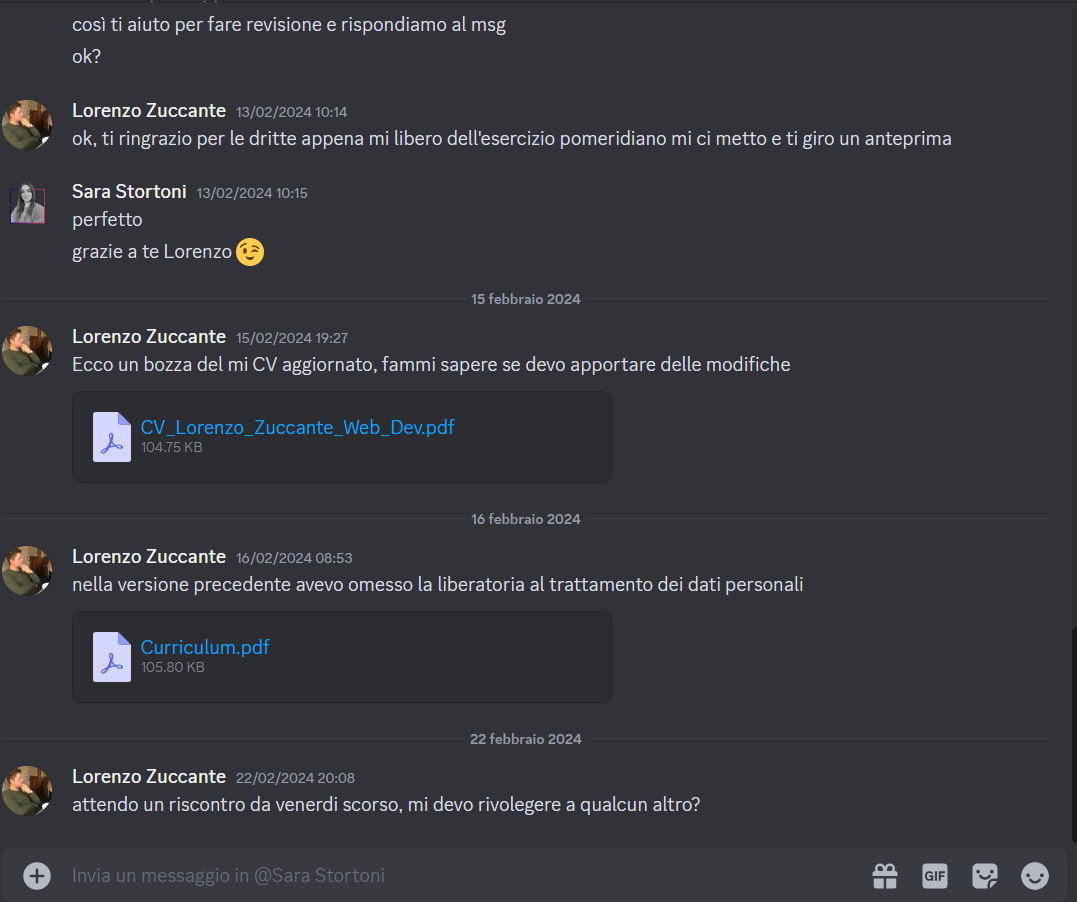 così ti aiuto per fare revisione e rispondiamo al msg
ok?
Lorenzo Zuccante 13/02/2024 10:14
ok, ti ringrazio per le dritte appena mi libero dell'esercizio pomeridiano mi ci metto e ti giro un anteprima
Sara Stortoni 13/02/2024 10:15
perfetto
grazie a te Lorenzo 😉
15 febbraio 2024
Lorenzo Zuccante 15/02/2024 19:27
Ecco un bozza del mi CV aggiornato, fammi sapere se devo apportare delle modifiche
CV_Lorenzo_Zuccante_Web_Dev.pdf
104.75 KB
16 febbraio 2024
Lorenzo Zuccante 16/02/2024 08:53
nella versione precedente avevo omesso la liberatoria al trattamento dei dati personali
Curriculum.pdf
105.80 KB
22 febbraio 2024
Lorenzo Zuccante 22/02/2024 20:08
attendo un riscontro da venerdi scorso, mi devo rivolegere a qualcun altro?
Invia un messaggio in @Sara Stortoni
GIF